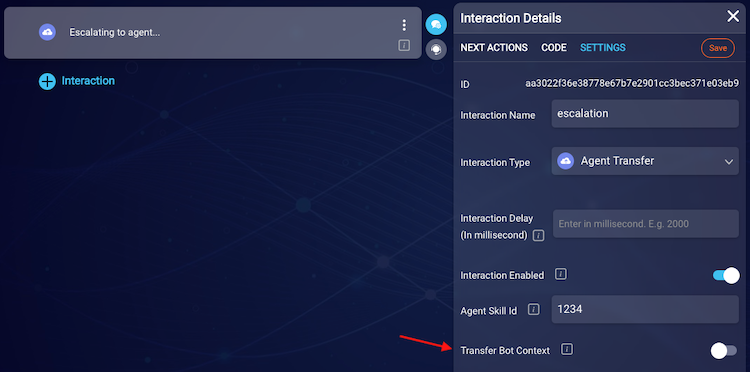 Escalating to agent...
i
Interaction
Interaction Details
NEXT ACTIONS CODE SETTINGS Save
ID aa3022f36e38778e67b7e2901cc3bec371e03eb9
Interaction Name escalation
Interaction Type Agent Transfer
Interaction Delay
(In millisecond) i Enter in millisecond. E.g. 2000
Interaction Enabled i
Agent Skill Id i 1234
Transfer Bot Context i